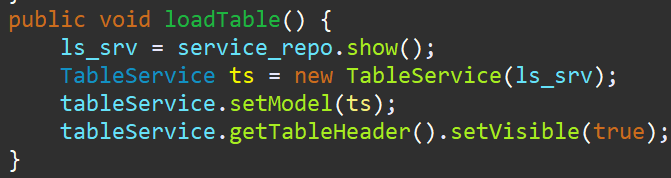 public void loadTable() {
    ls_srv = service_repo.show();
    TableService ts = new TableService(ls_srv);
    tableService.setModel(ts);
    tableService.getTableHeader().setVisible(true);
}